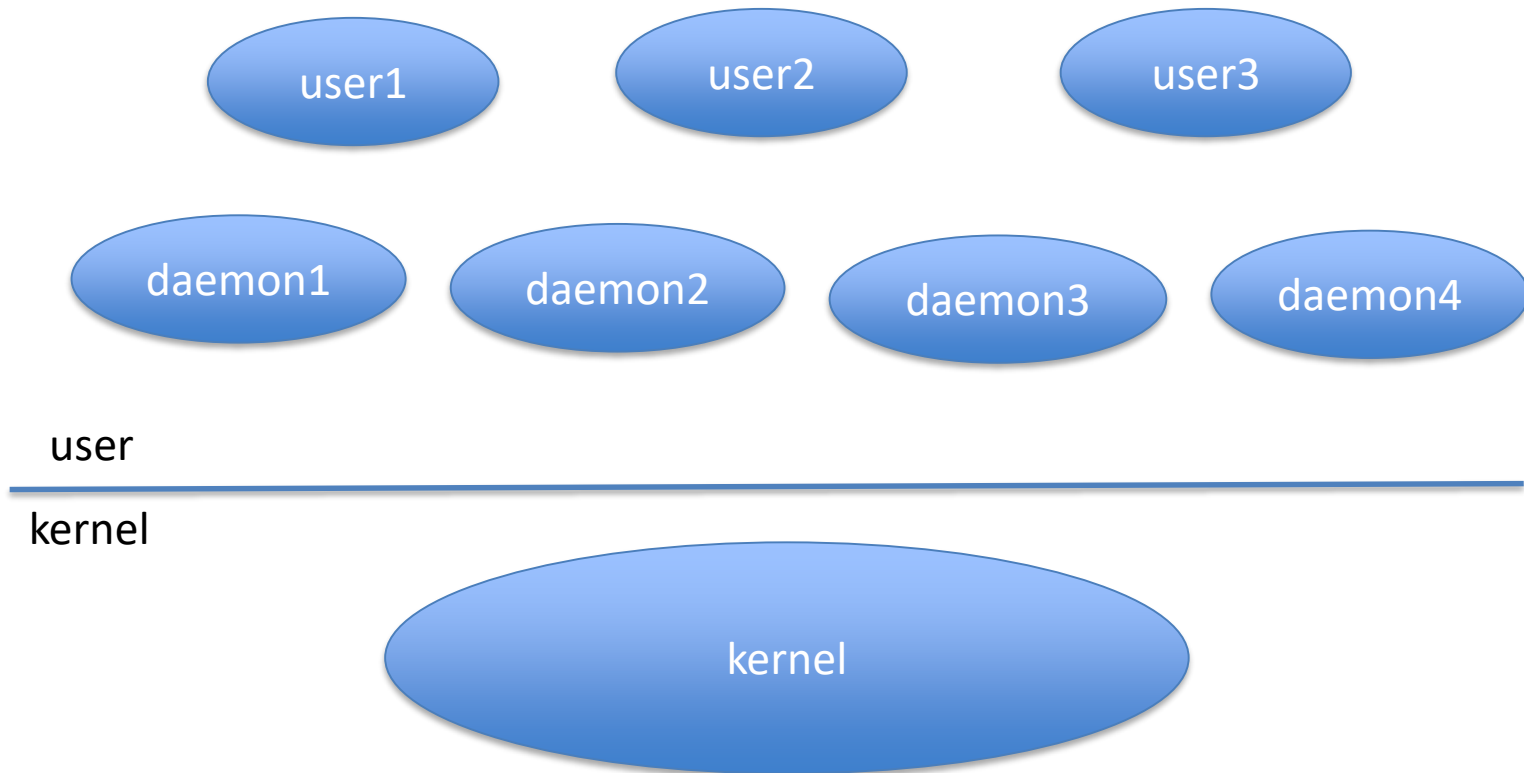 user1
user2
user3
daemon1
daemon2
daemon3
daemon4
user
kernel
kernel